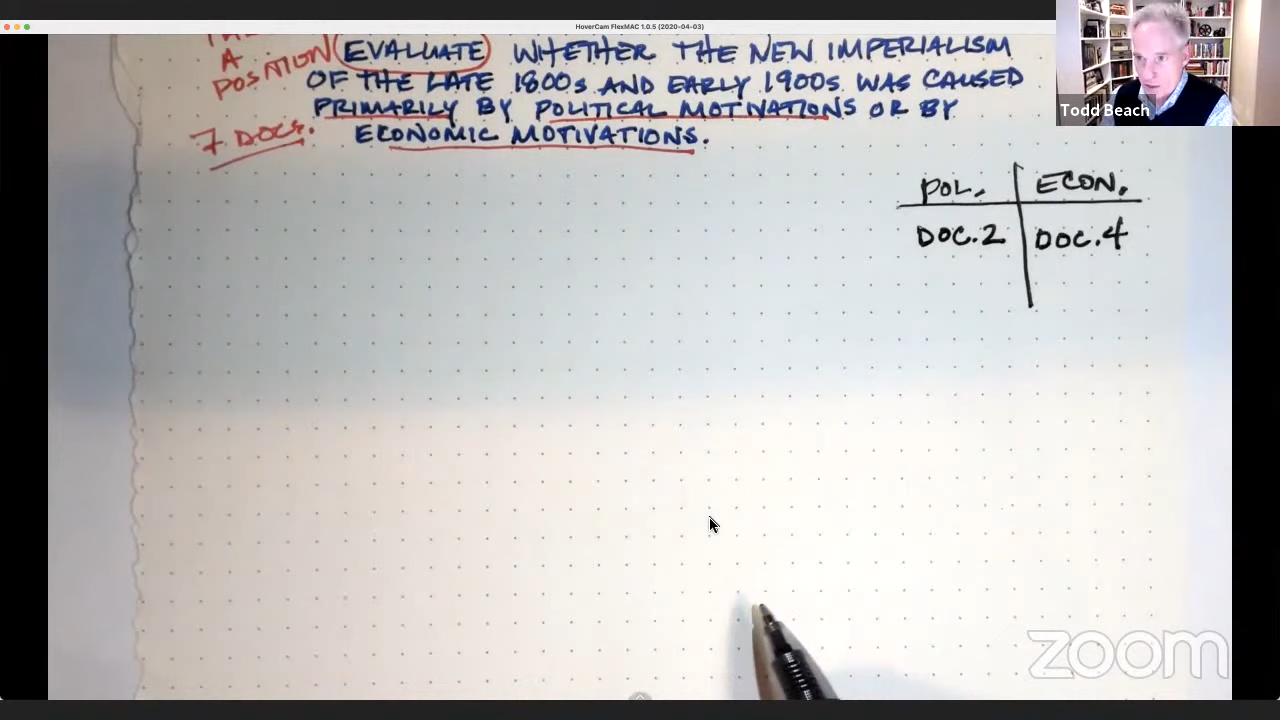 HoverCam FlexMAC 1.0.5 (2020-04-03)
A
POSITION
EVALUATE WHETHER THE NEW IMPERIALISM
OF THE LATE 1800s AND EARLY 1900s WAS CAUSED
PRIMARILY BY POLITICAL MOTIVATIONS OR BY
ECONOMIC MOTIVATIONS.
7 DOCS.
Todd Beach
POL. ECON.
DOC.2 DOC.4
zoom